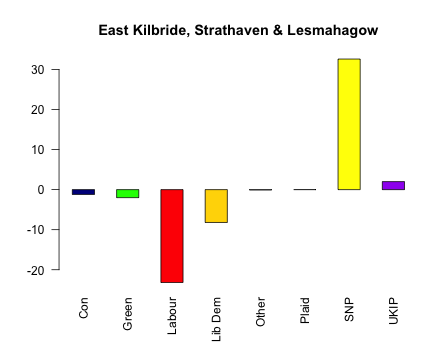 East Kilbride, Strathaven & Lesmahagow
30
20
10
0
-10
-20
Con
Green
Labour
Lib Dem
Other
Plaid
SNP
UKIP